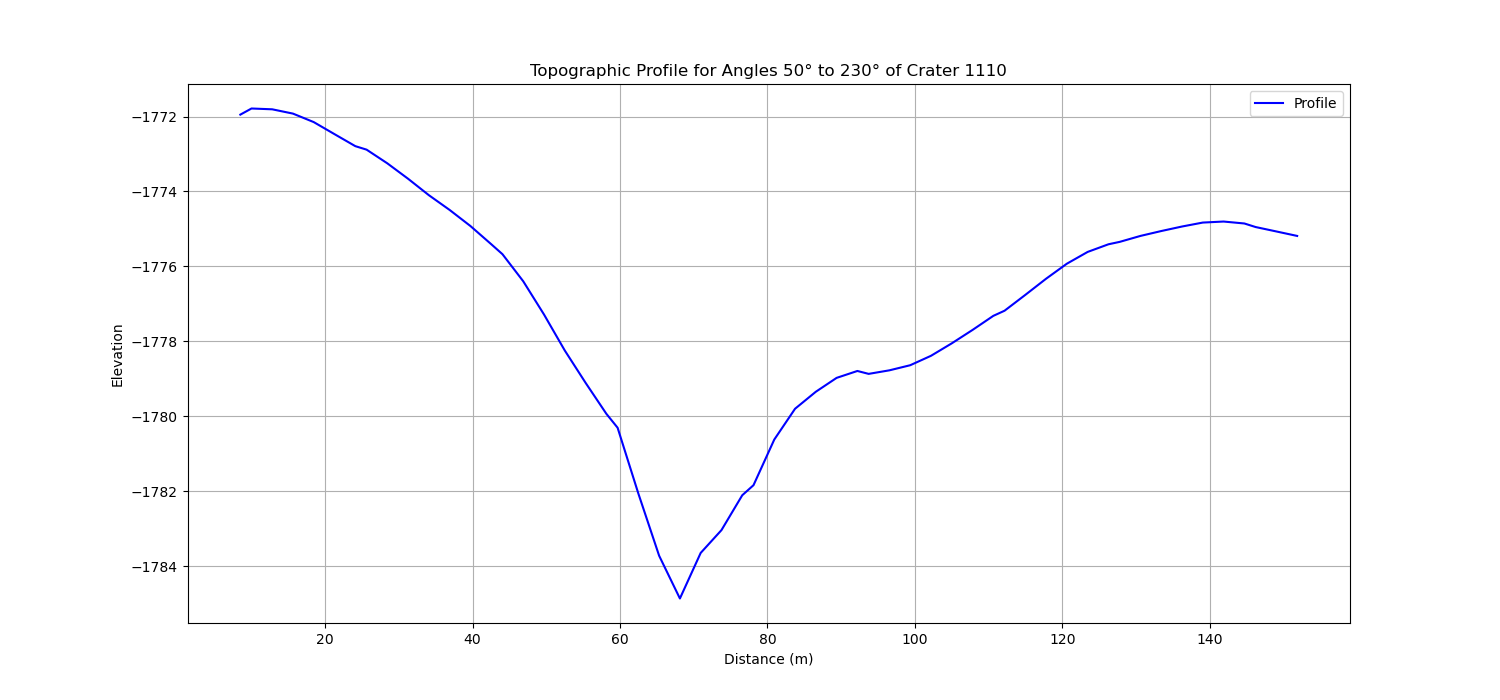 Topographic Profile for Angles 50° to 230° of Crater 1110
Profile
−1772
−1774
−1776
−1778
−1780
−1782
−1784
Elevation
20 40 60 80 100 120 140
Distance (m)